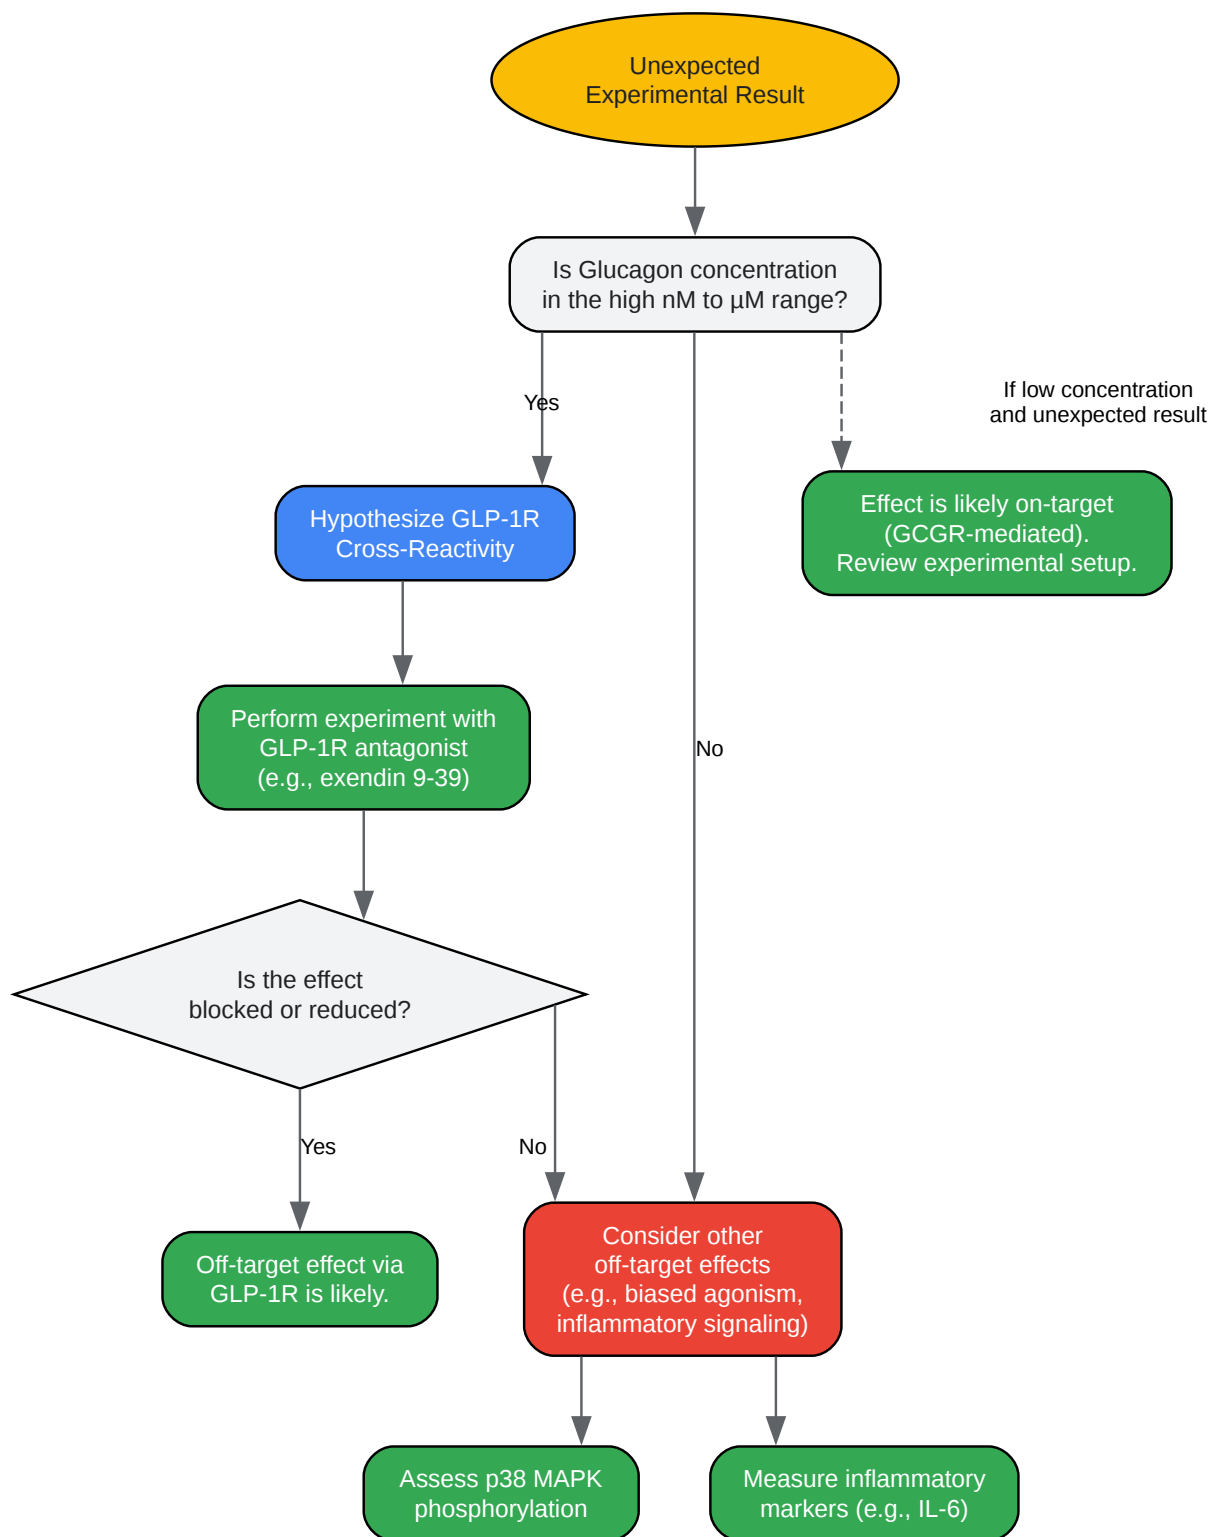 Unexpected
Experimental Result
Is Glucagon concentration
in the high nM to µM range?
Yes
If low concentration
and unexpected result
Hypothesize GLP-1R
Cross-Reactivity
Effect is likely on-target
(GCGR-mediated).
Review experimental setup.
Perform experiment with
GLP-1R antagonist
(e.g., exendin 9-39)
No
Is the effect
blocked or reduced?
Yes
No
Off-target effect via
GLP-1R is likely.
Consider other
off-target effects
(e.g., biased agonism,
inflammatory signaling)
Assess p38 MAPK
phosphorylation
Measure inflammatory
markers (e.g., IL-6)